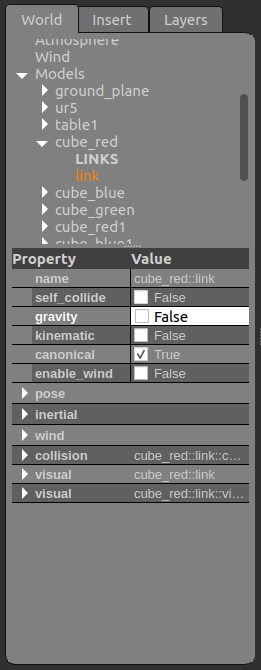 World Insert Layers
Atmosphere
Wind
Models
ground_plane
ur5
table1
cube_red
LINKS
link
cube_blue
cube_green
cube_red1
cube_blue1
Property Value
name cube_red::link
self_collide False
gravity False
kinematic False
canonical True
enable_wind False
pose
inertial
wind
collision cube_red::link::c...
visual cube_red::link
visual cube_red::link::vi...